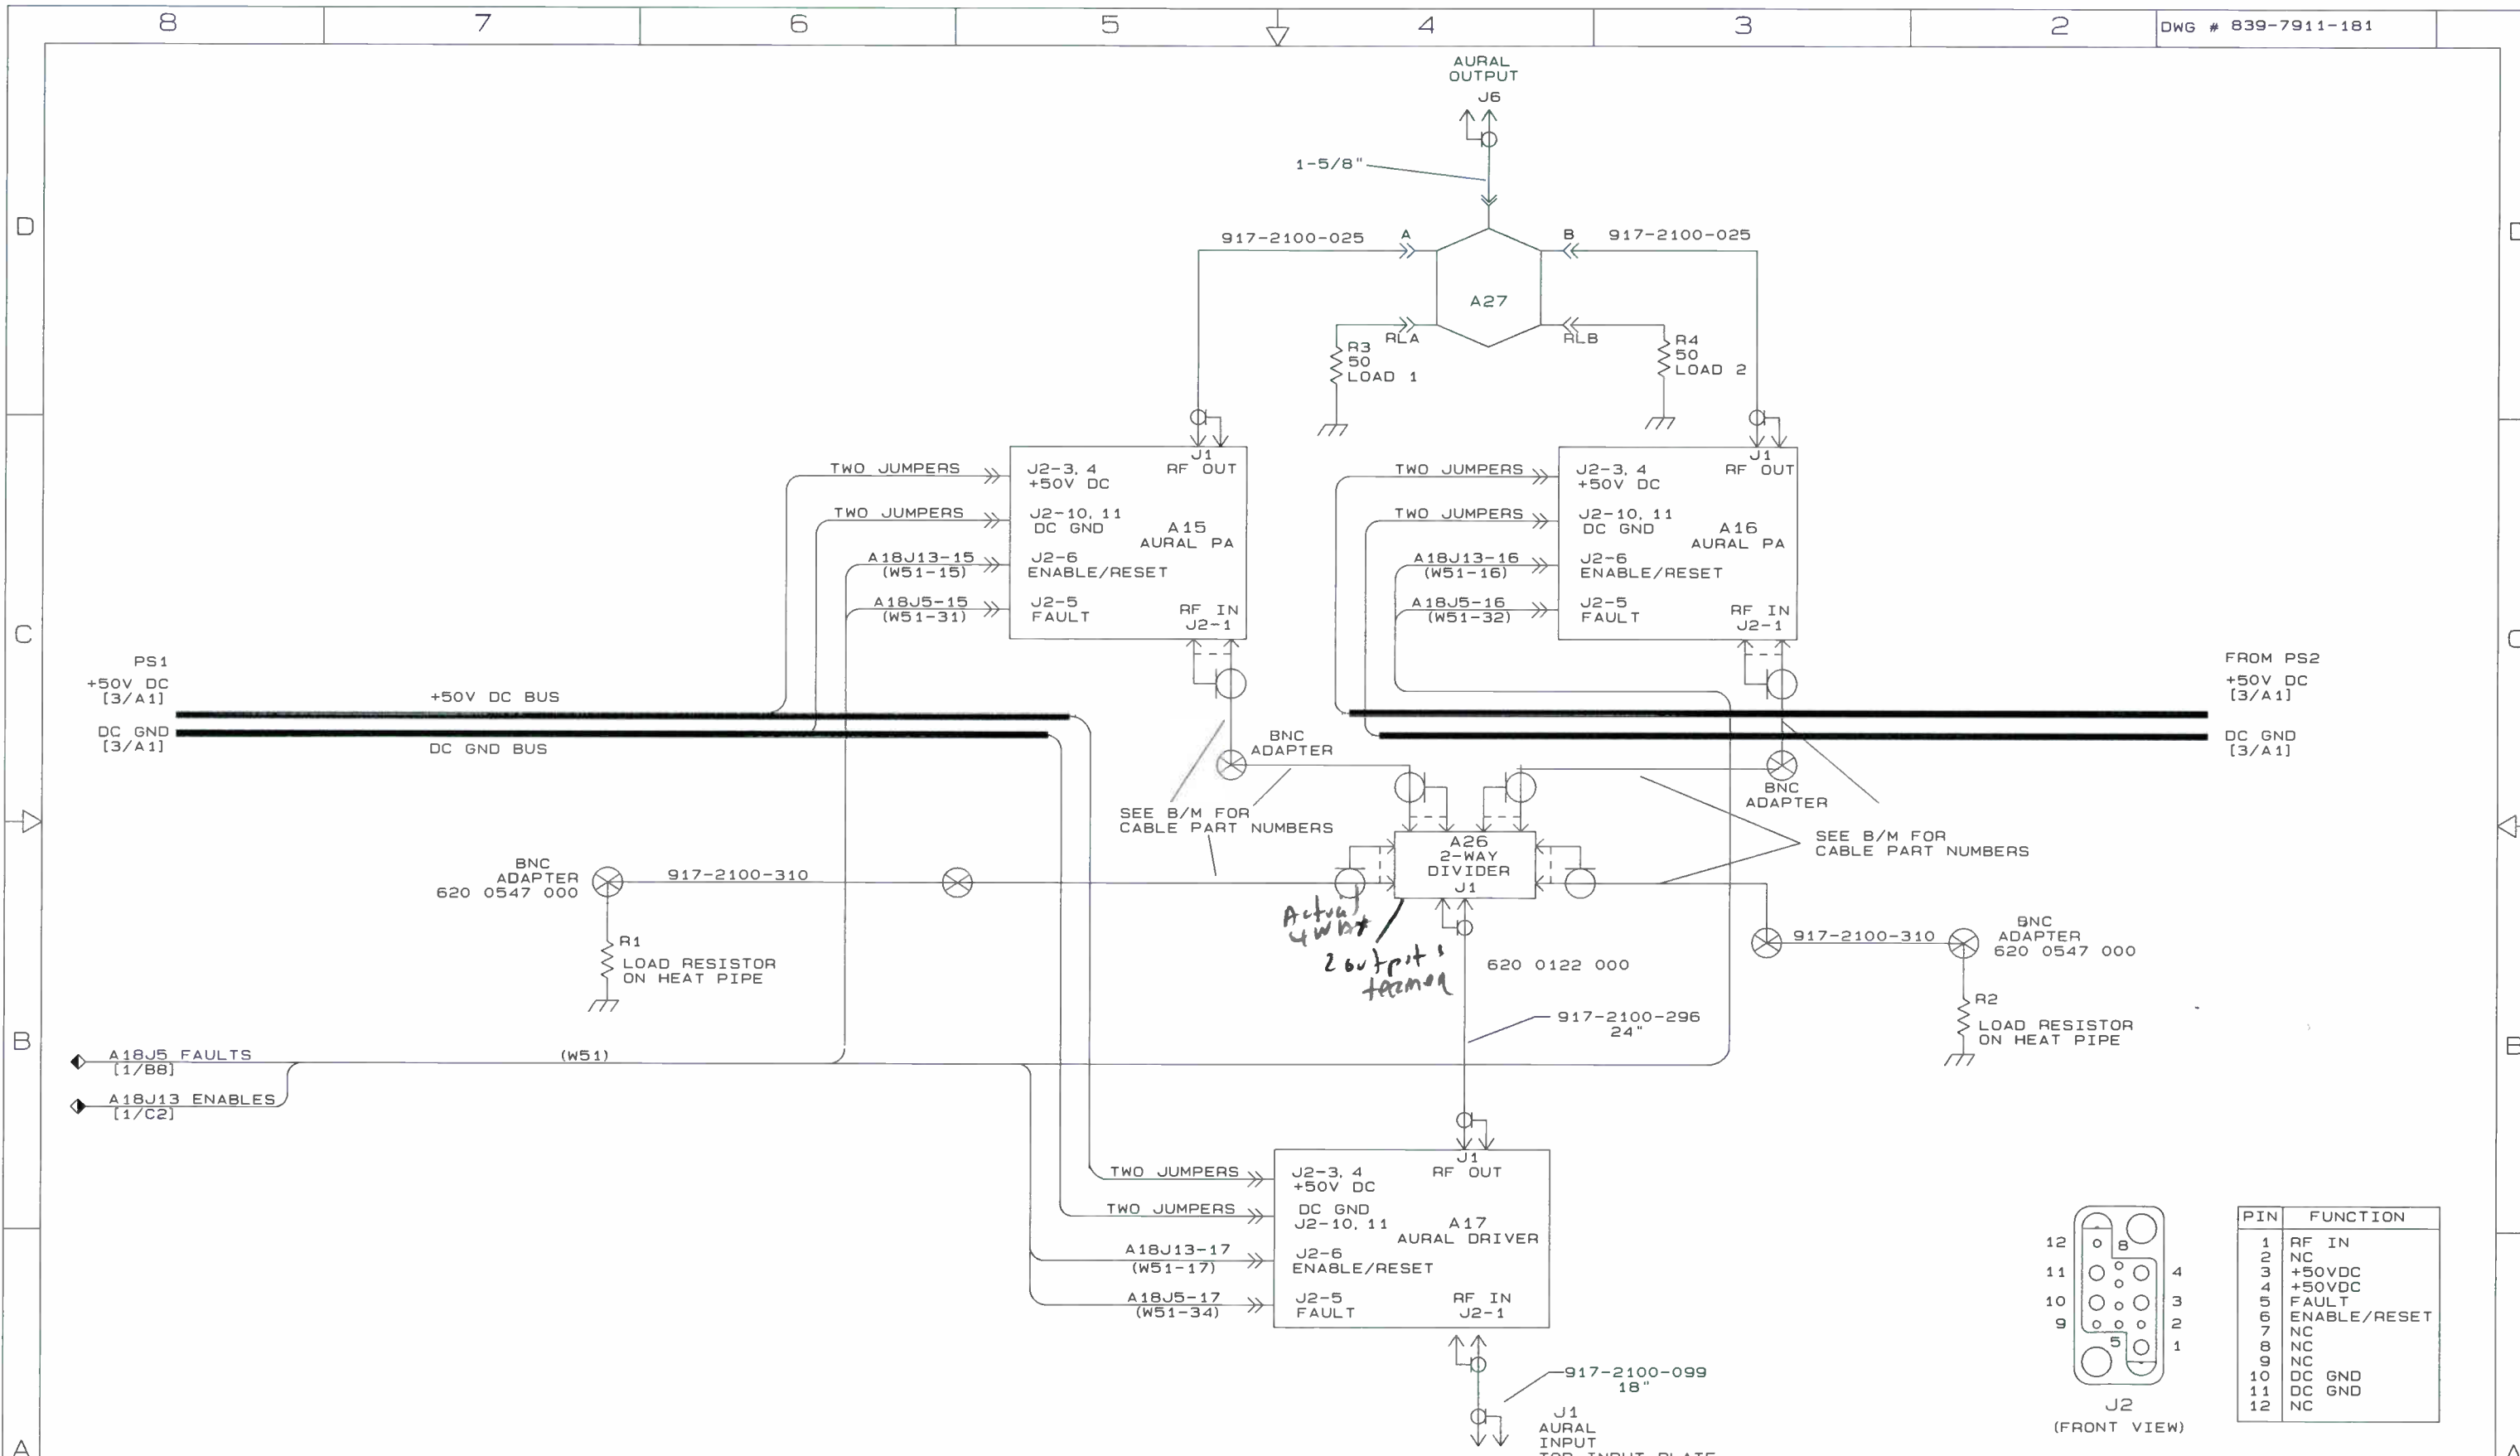 8 7 6 5 4 3 2 DWG # 839-7911-181
AURAL
OUTPUT
J6
1-5/8"
D
917-2100-025 A B 917-2100-025
A27
RLA RLB
R3
50
LOAD 1
R4
50
LOAD 2
TWO JUMPERS
TWO JUMPERS
A18J13-15
(W51-15)
A18J5-15
(W51-31)
J1
RF OUT
J2-3, 4
+50V DC
J2-10, 11
DC GND
A15
AURAL PA
J2-6
ENABLE/RESET
J2-5
FAULT
RF IN
J2-1
TWO JUMPERS
TWO JUMPERS
A18J13-16
(W51-16)
A18J5-16
(W51-32)
J1
RF OUT
J2-3, 4
+50V DC
J2-10, 11
DC GND
A16
AURAL PA
J2-6
ENABLE/RESET
J2-5
FAULT
RF IN
J2-1
C
PS1
+50V DC
[3/A1]
DC GND
[3/A1]
+50V DC BUS
DC GND BUS
FROM PS2
+50V DC
[3/A1]
DC GND
[3/A1]
BNC
ADAPTER
BNC
ADAPTER
SEE B/M FOR
CABLE PART NUMBERS
SEE B/M FOR
CABLE PART NUMBERS
A26
2-WAY
DIVIDER
J1
BNC
ADAPTER
620 0547 000
917-2100-310
R1
LOAD RESISTOR
ON HEAT PIPE
Actual
4 WAY
2 outputs
620 0122 000
917-2100-296
24"
917-2100-310
BNC
ADAPTER
620 0547 000
R2
LOAD RESISTOR
ON HEAT PIPE
B
A18J5 FAULTS
[1/B8]
(W51)
A18J13 ENABLES
[1/C2]
TWO JUMPERS
TWO JUMPERS
A18J13-17
(W51-17)
A18J5-17
(W51-34)
J1
RF OUT
J2-3, 4
+50V DC
DC GND
J2-10, 11
A17
AURAL DRIVER
J2-6
ENABLE/RESET
J2-5
FAULT
RF IN
J2-1
917-2100-099
18"
J1
AURAL
INPUT
TOP INPUT PLATE
12 8
11 4
10 3
9 2
5 1
J2
(FRONT VIEW)
PIN FUNCTION
1 RF IN
2 NC
3 +50VDC
4 +50VDC
5 FAULT
6 ENABLE/RESET
7 NC
8 NC
9 NC
10 DC GND
11 DC GND
12 NC
A